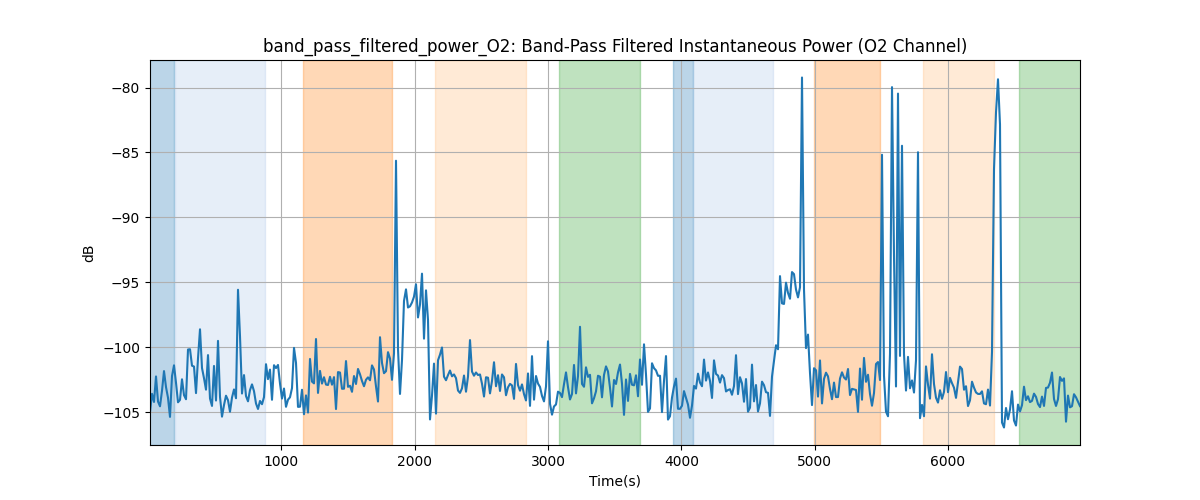 band_pass_filtered_power_O2: Band-Pass Filtered Instantaneous Power (O2 Channel)
−80
−85
−90
−95
−100
−105
dB
1000 2000 3000 4000 5000 6000
Time(s)